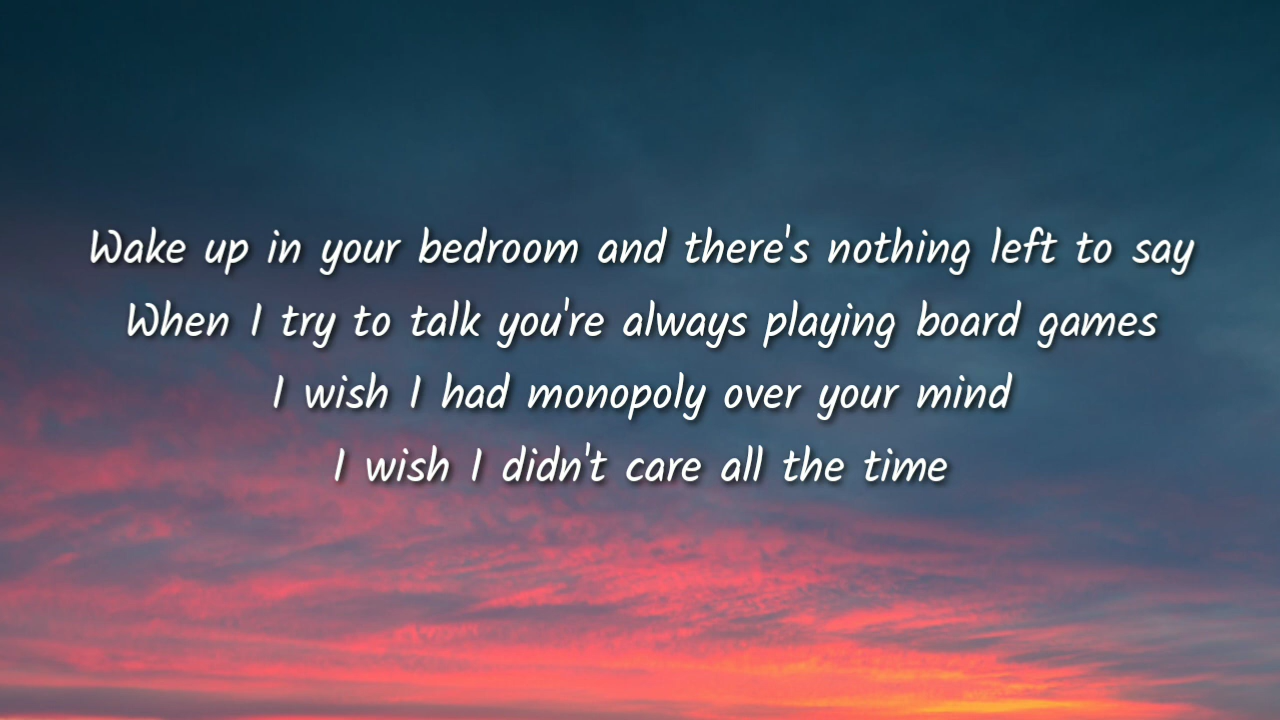 Wake up in your bedroom and there's nothing left to say
When I try to talk you're always playing board games
I wish I had monopoly over your mind
I wish I didn't care all the time